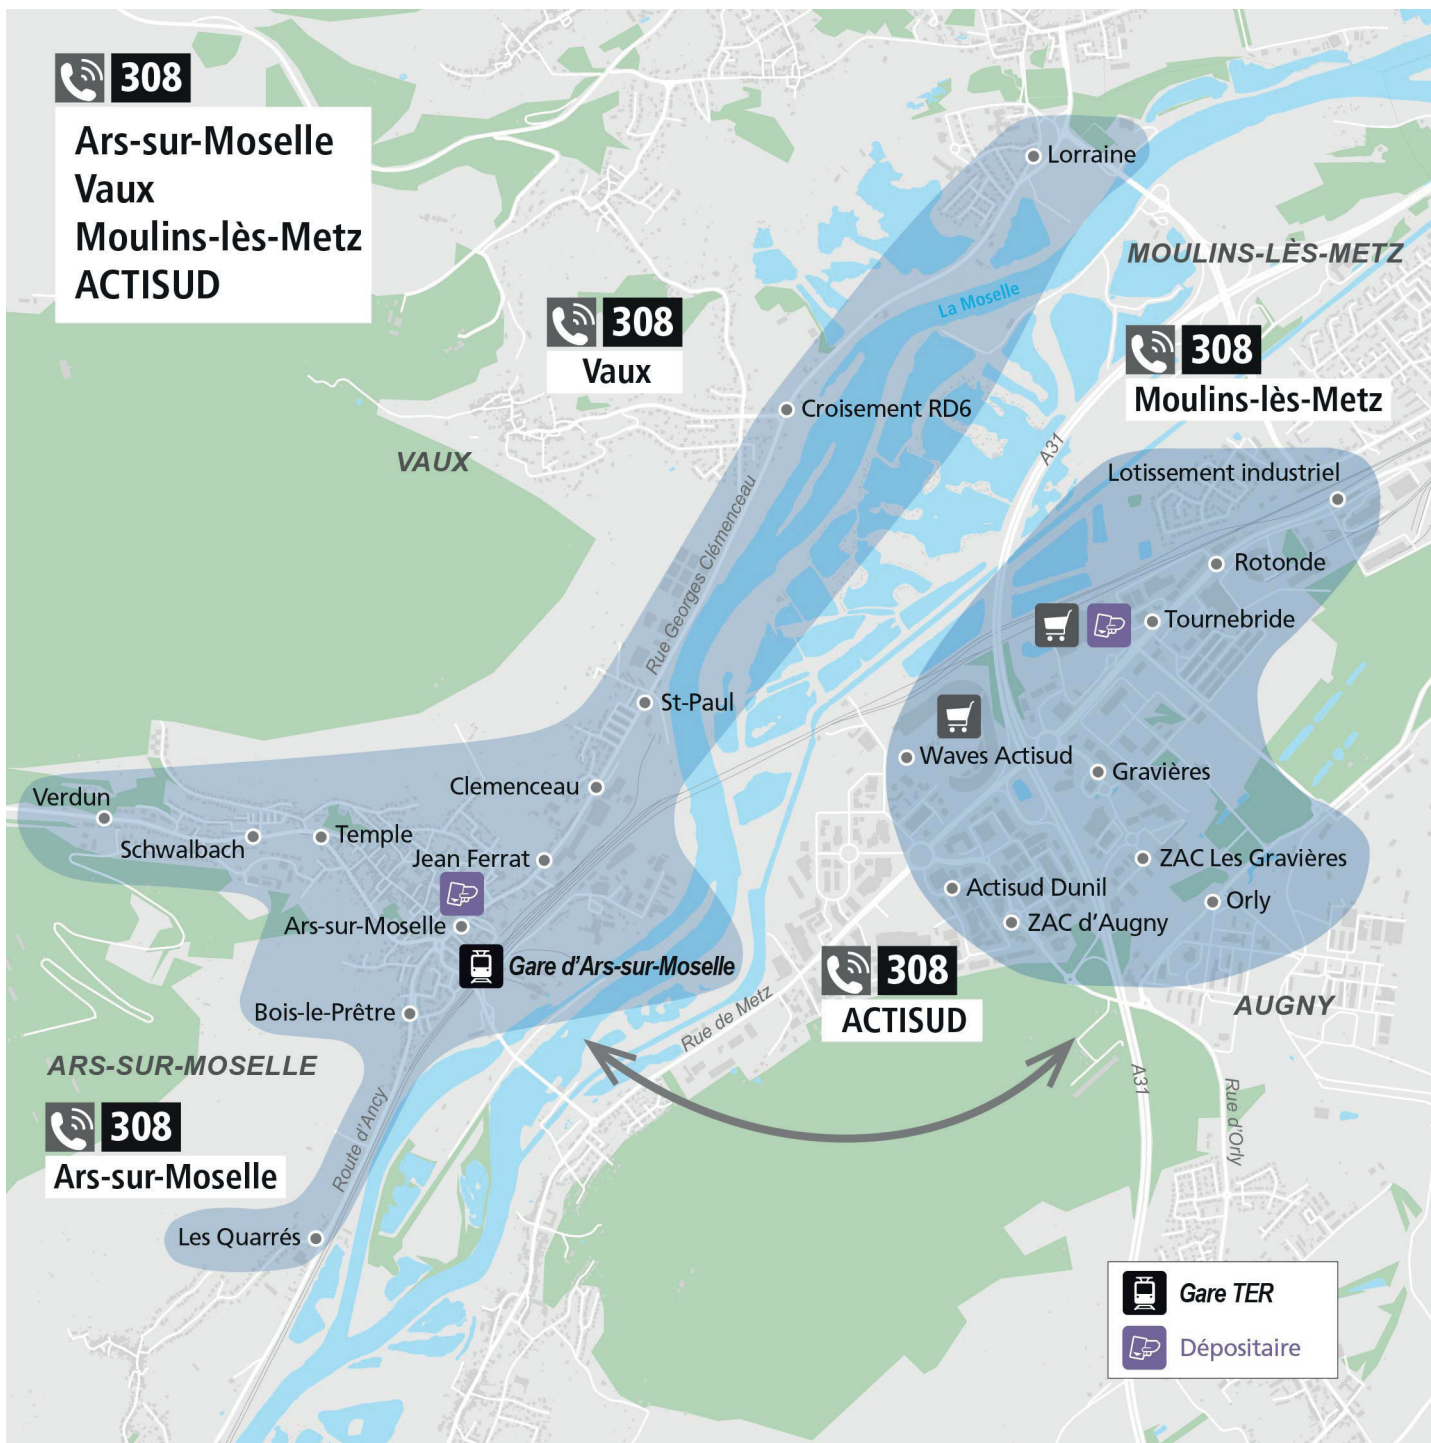 308
Ars-sur-Moselle
Vaux
Moulins-lès-Metz
ACTISUD
Lorraine
MOULINS-LÈS-METZ
La Moselle
308
Vaux
308
Moulins-lès-Metz
Croisement RD6
A31
VAUX
Lotissement industriel
Rue Georges Clémenceau
Rotonde
Tournebride
St-Paul
Waves Actisud
Gravières
Clemenceau
Verdun
Schwalbach
Temple
Jean Ferrat
ZAC Les Gravières
Actisud Dunil
Orly
Ars-sur-Moselle
ZAC d'Augny
Gare d'Ars-sur-Moselle
308
ACTISUD
Bois-le-Prêtre
Rue de Metz
AUGNY
ARS-SUR-MOSELLE
A31
Rue d'Orly
308
Ars-sur-Moselle
Route d'Ancy
Les Quarrés
Gare TER
Dépositaire